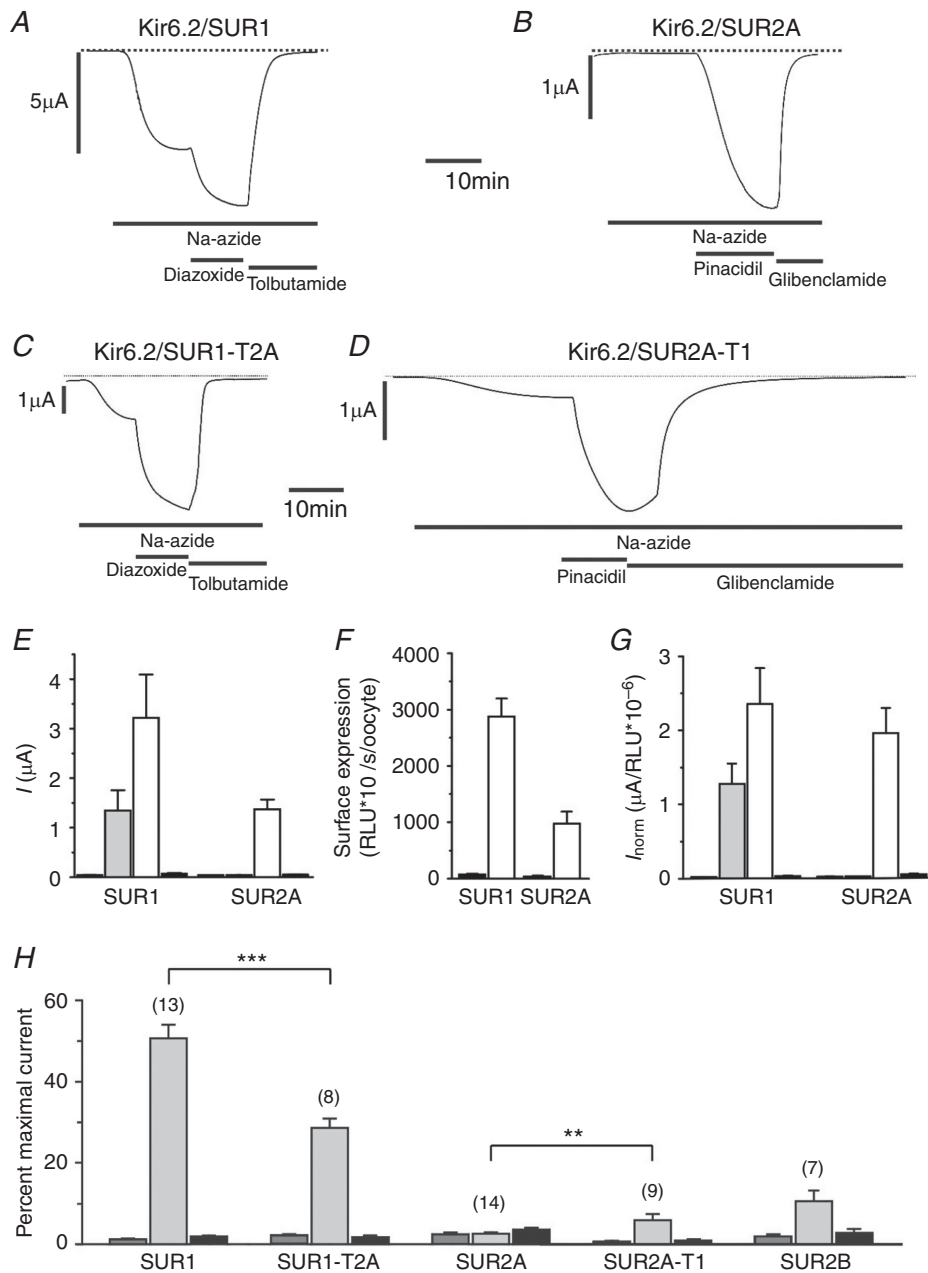 A
Kir6.2/SUR1
5μA
Na-azide
Diazoxide
Tolbutamide
B
Kir6.2/SUR2A
1μA
10min
Na-azide
Pinacidil
Glibenclamide
C
Kir6.2/SUR1-T2A
1μA
10min
Na-azide
Diazoxide
Tolbutamide
D
Kir6.2/SUR2A-T1
1μA
Na-azide
Pinacidil
Glibenclamide
E
I (μA)
4
3
2
1
0
SUR1 SUR2A
F
Surface expression
(RLU*10 /s/oocyte)
4000
3000
2000
1000
0
SUR1 SUR2A
G
Inorm (μA/RLU*10⁻⁶)
3
2
1
0
SUR1 SUR2A
H
Percent maximal current
60
40
20
0
*** 
(13)
(8)
**
(14)
(9)
(7)
SUR1 SUR1-T2A SUR2A SUR2A-T1 SUR2B